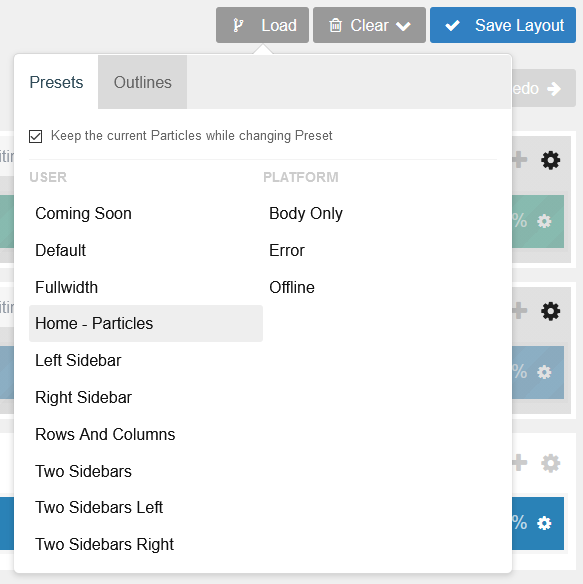 Load
Clear
Save Layout
Presets
Outlines
edo
Keep the current Particles while changing Preset
USER
PLATFORM
Coming Soon
Body Only
Default
Error
Fullwidth
Offline
Home - Particles
Left Sidebar
Right Sidebar
Rows And Columns
Two Sidebars
Two Sidebars Left
Two Sidebars Right
%
%
%